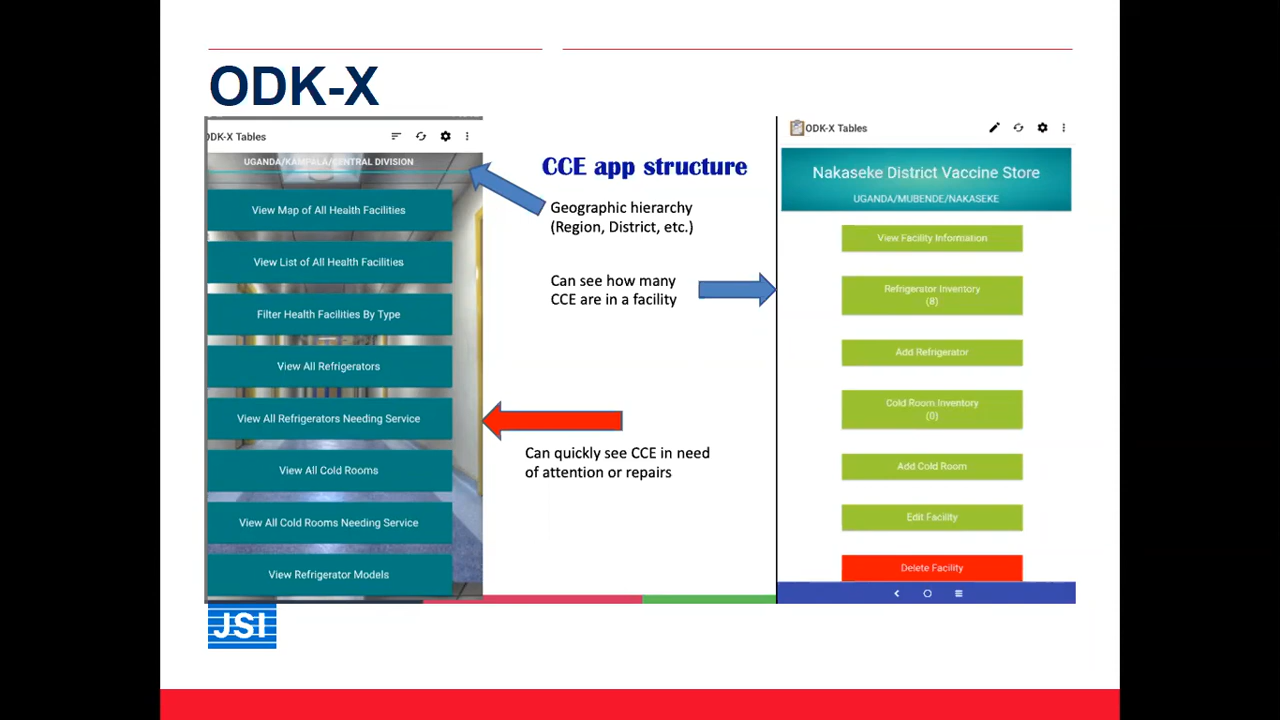 ODK-X
ODK-X Tables
UGANDA/KAMPALA/CENTRAL DIVISION
View Map of All Health Facilities
View List of All Health Facilities
Filter Health Facilities By Type
View All Refrigerators
View All Refrigerators Needing Service
View All Cold Rooms
View All Cold Rooms Needing Service
View Refrigerator Models
CCE app structure
Geographic hierarchy
(Region, District, etc.)
Can see how many
CCE are in a facility
Can quickly see CCE in need
of attention or repairs
ODK-X Tables
Nakaseke District Vaccine Store
UGANDA/MUBENDE/NAKASEKE
View Facility Information
Refrigerator Inventory
(8)
Add Refrigerator
Cold Room Inventory
(0)
Add Cold Room
Edit Facility
Delete Facility
JSI